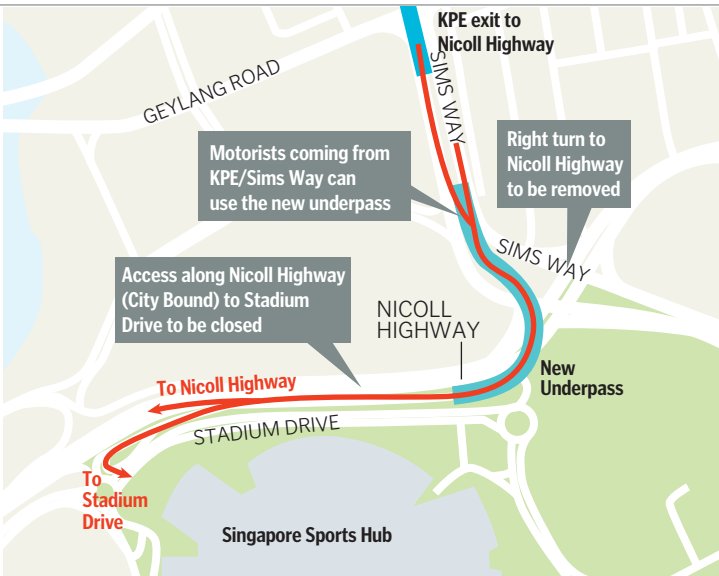 KPE exit to
Nicoll Highway
SIMS WAY
GEYLANG ROAD
Motorists coming from
KPE/Sims Way can
use the new underpass
Right turn to
Nicoll Highway
to be removed
SIMS WAY
Access along Nicoll Highway
(City Bound) to Stadium
Drive to be closed
NICOLL
HIGHWAY
New
Underpass
To Nicoll Highway
STADIUM DRIVE
To
Stadium
Drive
Singapore Sports Hub